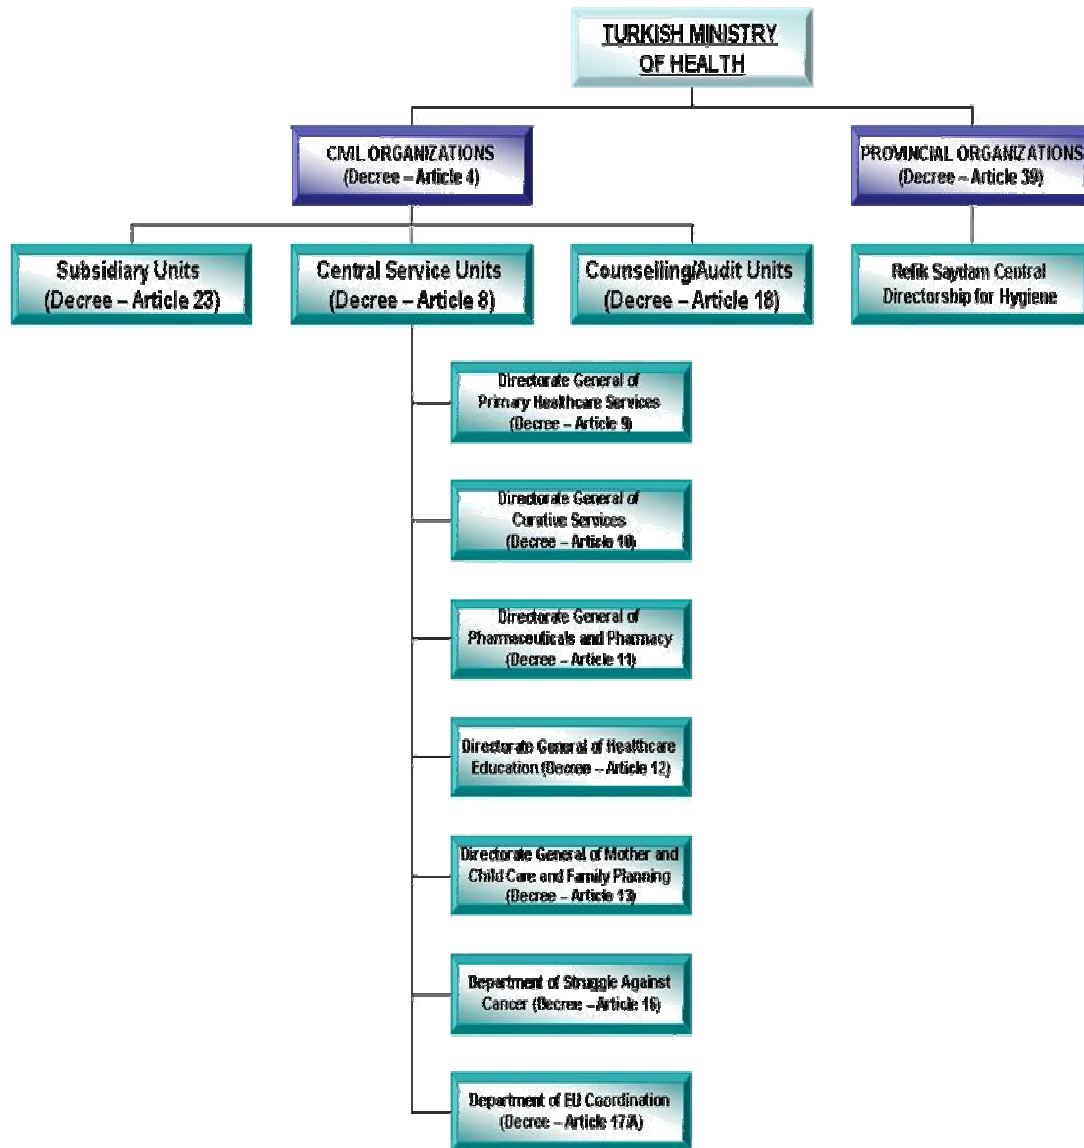 TURKISH MINISTRY
OF HEALTH
CIVIL ORGANIZATIONS
(Decree – Article 4)
PROVINCIAL ORGANIZATIONS
(Decree – Article 39)
Subsidiary Units
(Decree – Article 23)
Central Service Units
(Decree – Article 8)
Counselling/Audit Units
(Decree – Article 18)
Refik Saydam Central
Directorship for Hygiene
Directorate General of
Primary Healthcare Services
(Decree – Article 9)
Directorate General of
Curative Services
(Decree – Article 10)
Directorate General of
Pharmaceuticals and Pharmacy
(Decree – Article 11)
Directorate General of Healthcare
Education (Decree – Article 12)
Directorate General of Mother and
Child Care and Family Planning
(Decree – Article 13)
Department of Struggle Against
Cancer (Decree – Article 16)
Department of EU Coordination
(Decree – Article 17/A)